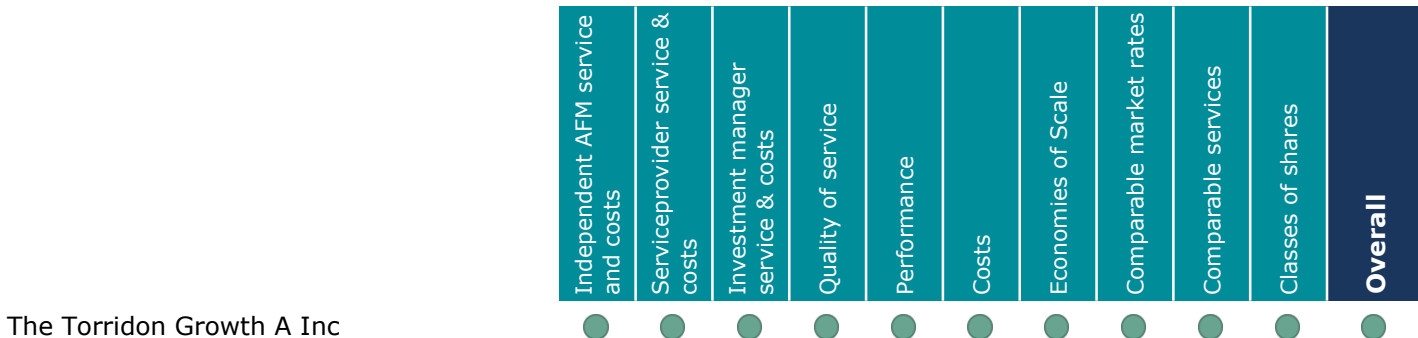 Independent AFM service
and costs
Serviceprovider service &
costs
Investment manager
service & costs
Quality of service
Performance
Costs
Economies of Scale
Comparable market rates
Comparable services
Classes of shares
Overall
The Torridon Growth A Inc